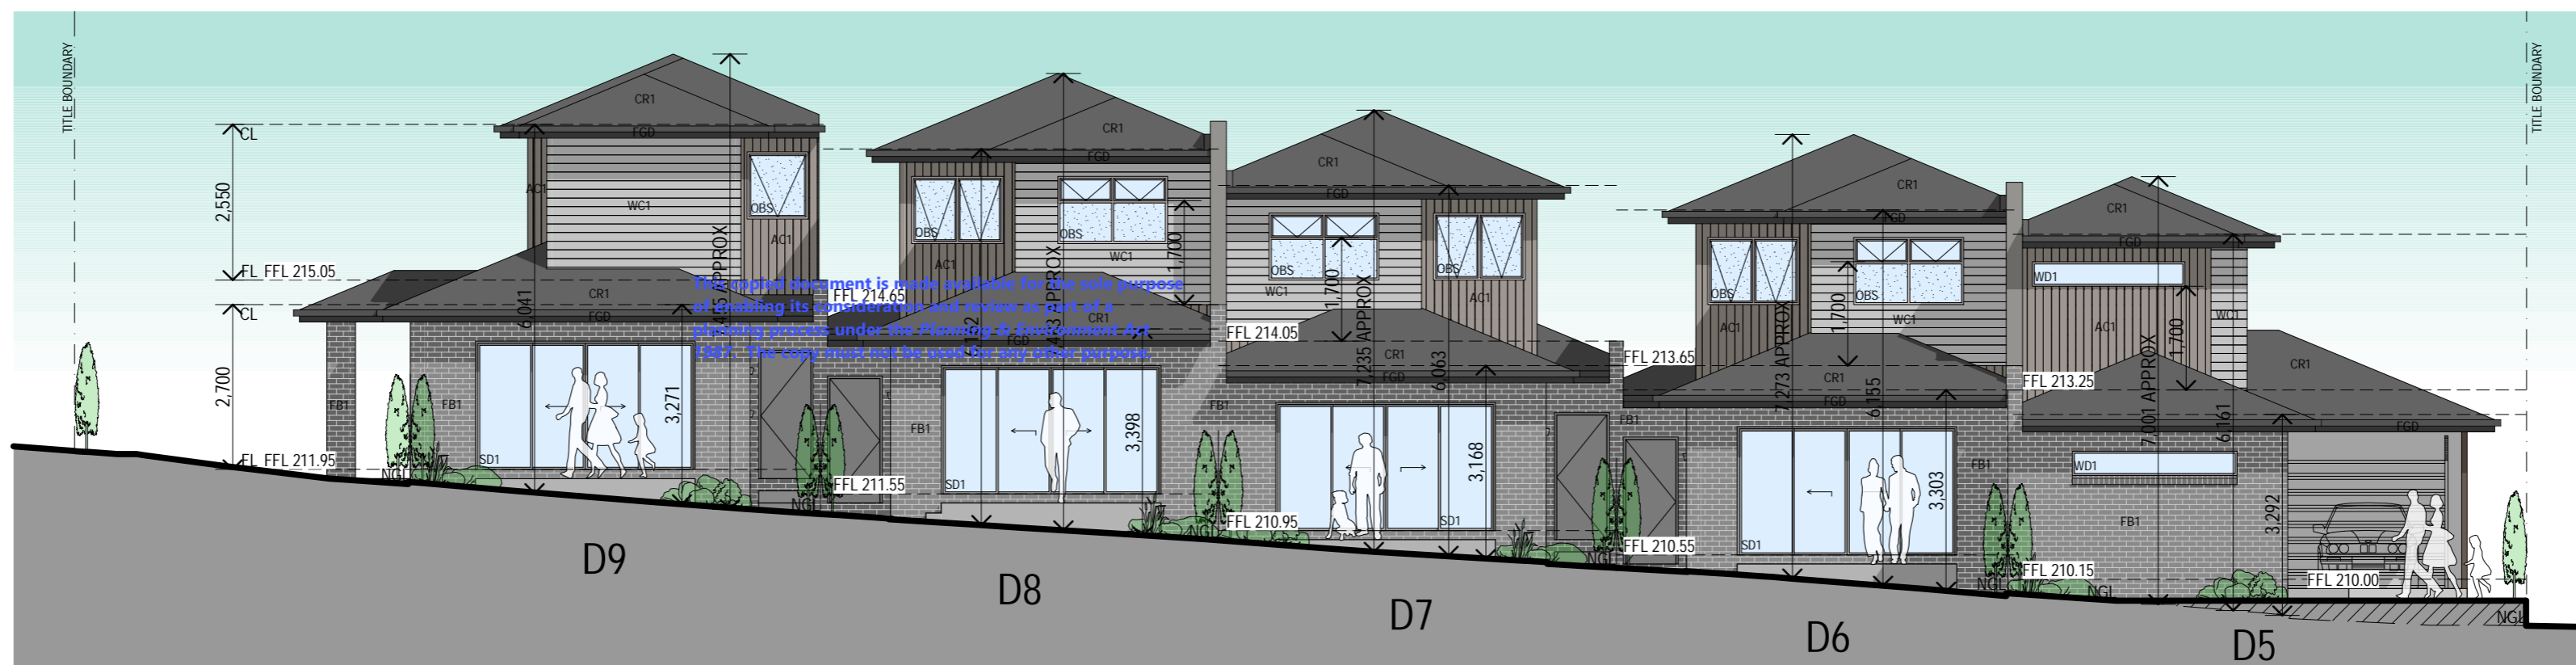 TITLE BOUNDARY
CL
2,550
FL FFL 215.05
CL
2,700
FL FFL 211.95
CR1
FGD
AC1
WC1
OBS
AC1
6,041
CR1
FGD
FB1
FB1
3,271
SD1
NGL
NGL
D9
This copied document is made available for the sole purpose
of enabling its consideration and review as part of a
planning process under the Planning & Environment Act
1987. The copy must not be used for any other purpose.
FFL 214.65
FFL 211.55
CR1
FGD
OBS
OBS
AC1
WC1
1,700
APPROX
CR1
FGD
FB1
3,398
SD1
NGL
D8
FFL 214.05
FFL 210.95
CR1
FGD
OBS
OBS
WC1
AC1
1,700
7,235 APPROX
6,063
CR1
FGD
FB1
3,168
SD1
NGL
D7
FFL 213.65
FFL 210.55
CR1
FGD
OBS
OBS
AC1
WC1
1,700
7,273 APPROX
6,155
CR1
FGD
FB1
FB1
3,303
SD1
NGL
D6
FFL 213.25
FFL 210.15
CR1
FGD
WD1
AC1
WC1
1,700
7,001 APPROX
6,161
CR1
FGD
WD1
FB1
3,292
FFL 210.00
NGL
NGL
D5
TITLE BOUNDARY